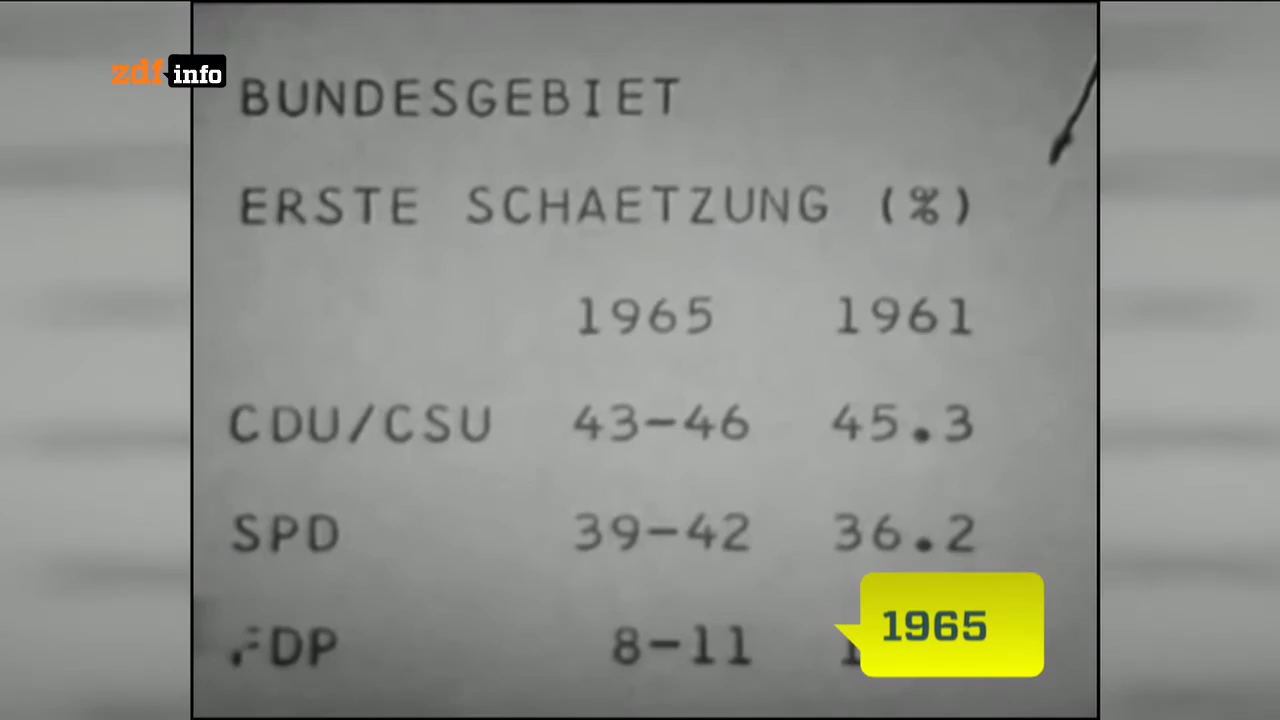 zdf info
BUNDESGEBIET
ERSTE SCHAETZUNG (%)
1965 1961
CDU/CSU 43-46 45.3
SPD 39-42 36.2
FDP 8-11
1965